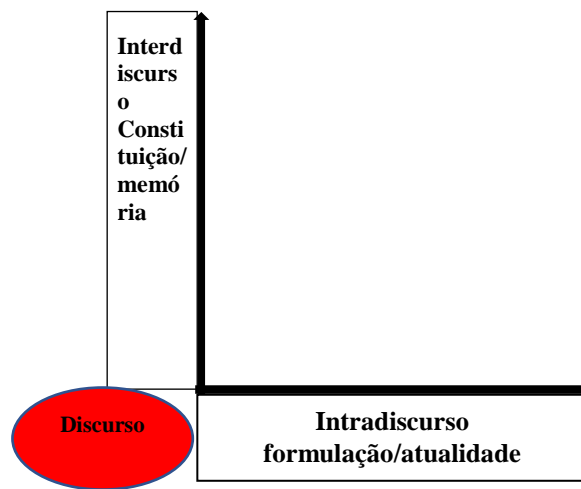 Interd
iscurs
o
Consti
tuição/
memó
ria
Discurso
Intradiscurso
formulação/atualidade